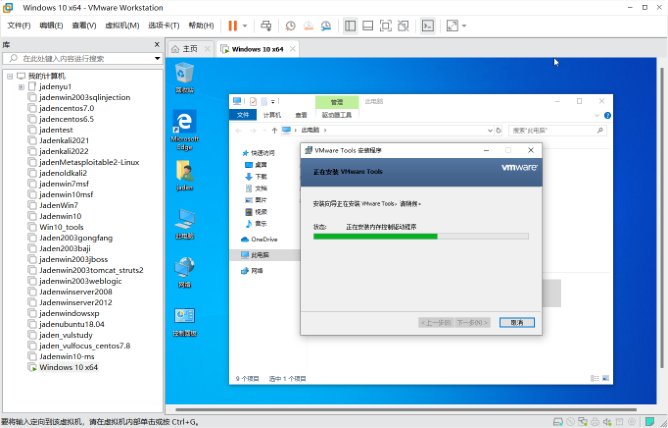 Windows 10 x64 - VMware Workstation
文件(F) 编辑(E) 查看(V) 虚拟机(M) 选项卡(T) 帮助(H)
库
主页
Windows 10 x64
在此处键入内容进行搜索
我的计算机
jadenyu1
jadenwin2003sqlinjection
jadencentos7.0
jadencentos6.5
jadentest
Jadenkali2021
jadenkali2022
jadenMetasploitable2-Linux
jadenoldkali2
jadenwin7msf
jadenwin10msf
JadenWin7
Jadenwin10
Win10_tools
Jaden2003gongfang
Jaden2003baji
jadenwin2003jboss
Jadenwin2003tomcat_struts2
jadenwin2003weblogic
Jadenwinserver2008
Jadenwinserver2012
jadenwindowsxp
jadenubuntu18.04
jaden_vulstudy
jaden_vulfocus_centos7.8
Jadenwin10-ms
Windows 10 x64
回收站
Microsoft Edge
jaden
此电脑
网络
控制面板
管理
此电脑
文件
计算机
查看
驱动器工具
此电脑
搜索"此电脑"
快速访问
桌面
下载
文档
图片
视频
音乐
OneDrive
此电脑
网络
VMware Tools 安装程序
正在安装 VMware Tools
vmware
安装向导正在安装 VMware Tools，请稍候。
状态:
正在安装内存控制驱动程序
<上一步(B) 下一步(N)>
取消
9 个项目
选中 1 个项目
要将输入定向到该虚拟机，请在虚拟机内部单击或按 Ctrl+G。